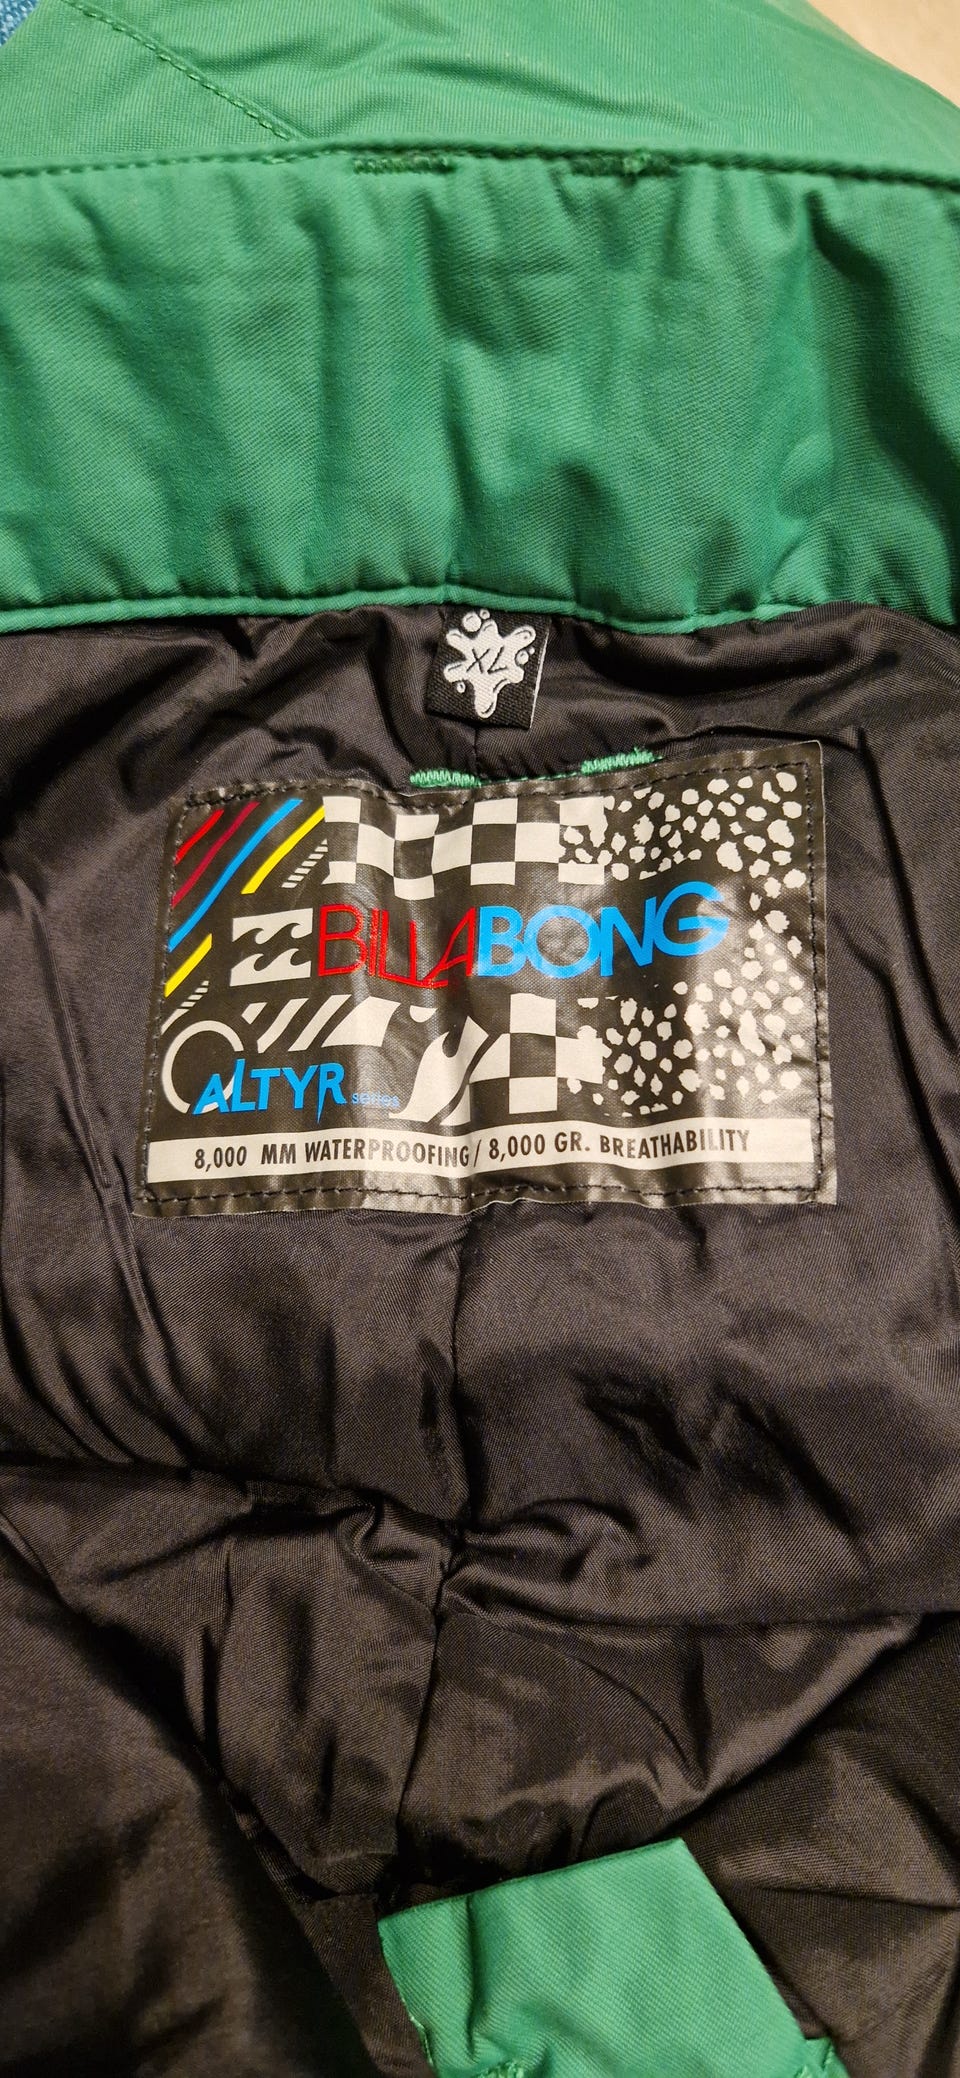 XL
BILLABONG
ALTYR series
8,000 MM WATERPROOFING / 8,000 GR. BREATHABILITY